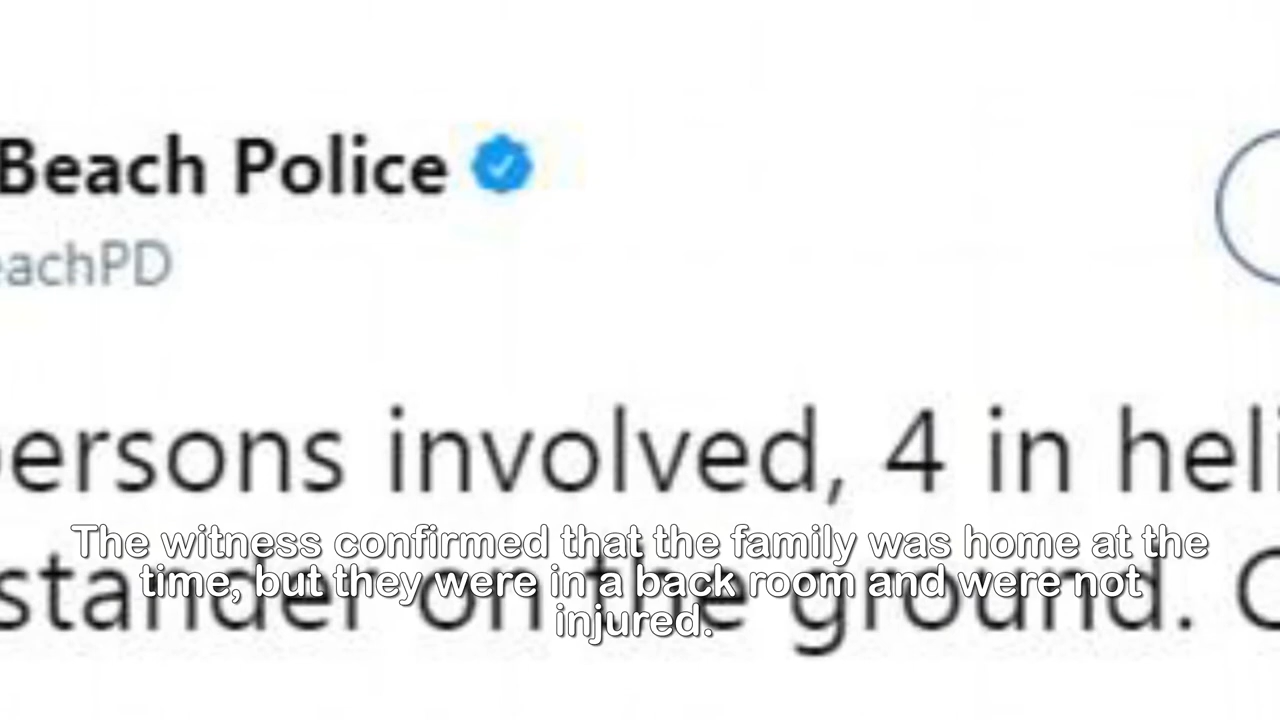 Beach Police
eachPD
ersons involved, 4 in heli
stander on the ground.
The witness confirmed that the family was home at the
time, but they were in a back room and were not
injured.